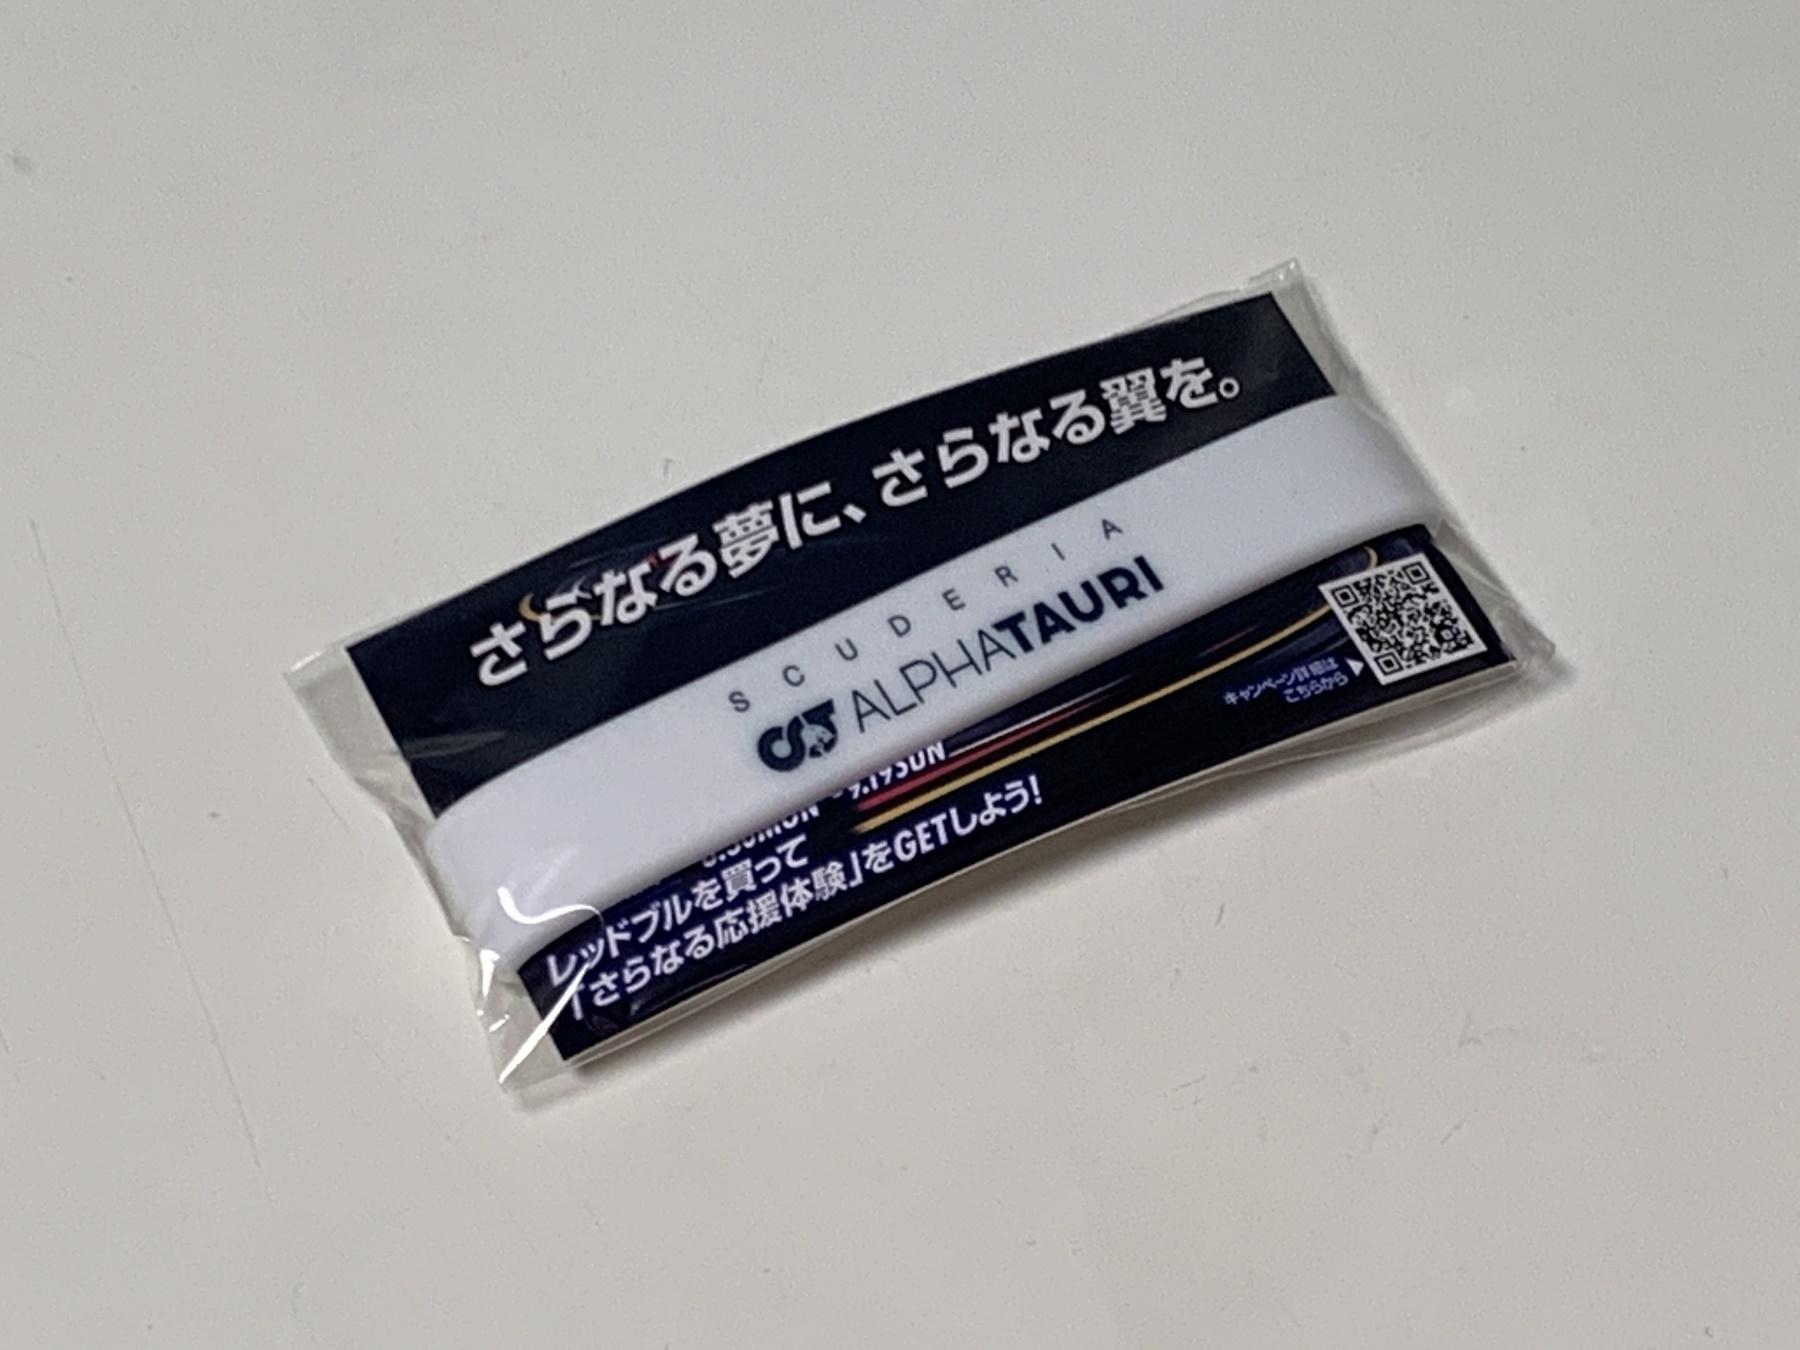 さらなる夢に、さらなる翼を。
SCUDERIA
ALPHATAURI
9.19SUN
レッドブルを買って
「さらなる応援体験」をGETしよう!
キャンペーン詳細は
こちらから